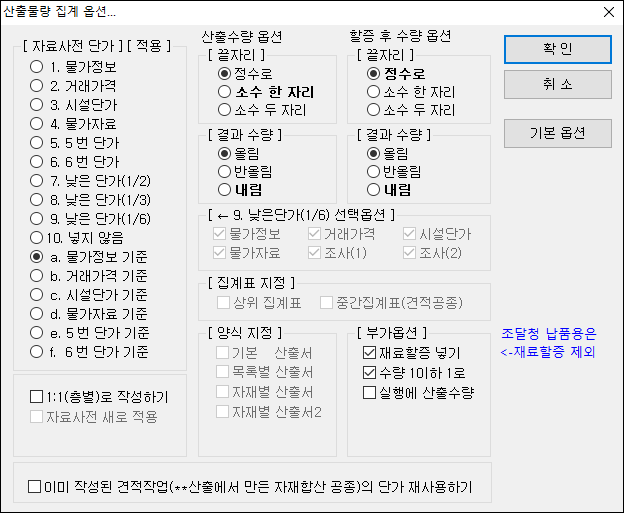 산출물량 집계 옵션...
[ 자료사전 단가 ] [ 적용 ]
1. 물가정보
2. 거래가격
3. 시설단가
4. 물가자료
5. 5 번 단가
6. 6 번 단가
7. 낮은 단가(1/2)
8. 낮은 단가(1/3)
9. 낮은 단가(1/6)
10. 넣지 않음
a. 물가정보 기준
b. 거래가격 기준
c. 시설단가 기준
d. 물가자료 기준
e. 5 번 단가 기준
f. 6 번 단가 기준
1:1(층별)로 작성하기
자료사전 새로 적용
산출수량 옵션
[ 끝자리 ]
정수로
소수 한 자리
소수 두 자리
[ 결과 수량 ]
올림
반올림
내림
할증 후 수량 옵션
[ 끝자리 ]
정수로
소수 한 자리
소수 두 자리
[ 결과 수량 ]
올림
반올림
내림
[ ← 9. 낮은단가(1/6) 선택옵션 ]
물가정보 거래가격 시설단가
물가자료 조사(1) 조사(2)
[ 집계표 지정 ]
상위 집계표 중간집계표(견적공종)
[ 양식 지정 ]
기본 산출서
목록별 산출서
자재별 산출서
자재별 산출서2
[ 부가옵션 ]
재료할증 넣기
수량 1이하 1로
실행에 산출수량
확 인
취 소
기본 옵션
조달청 납품용은
<-재료할증 제외
이미 작성된 견적작업(**산출에서 만든 자재합산 공종)의 단가 재사용하기